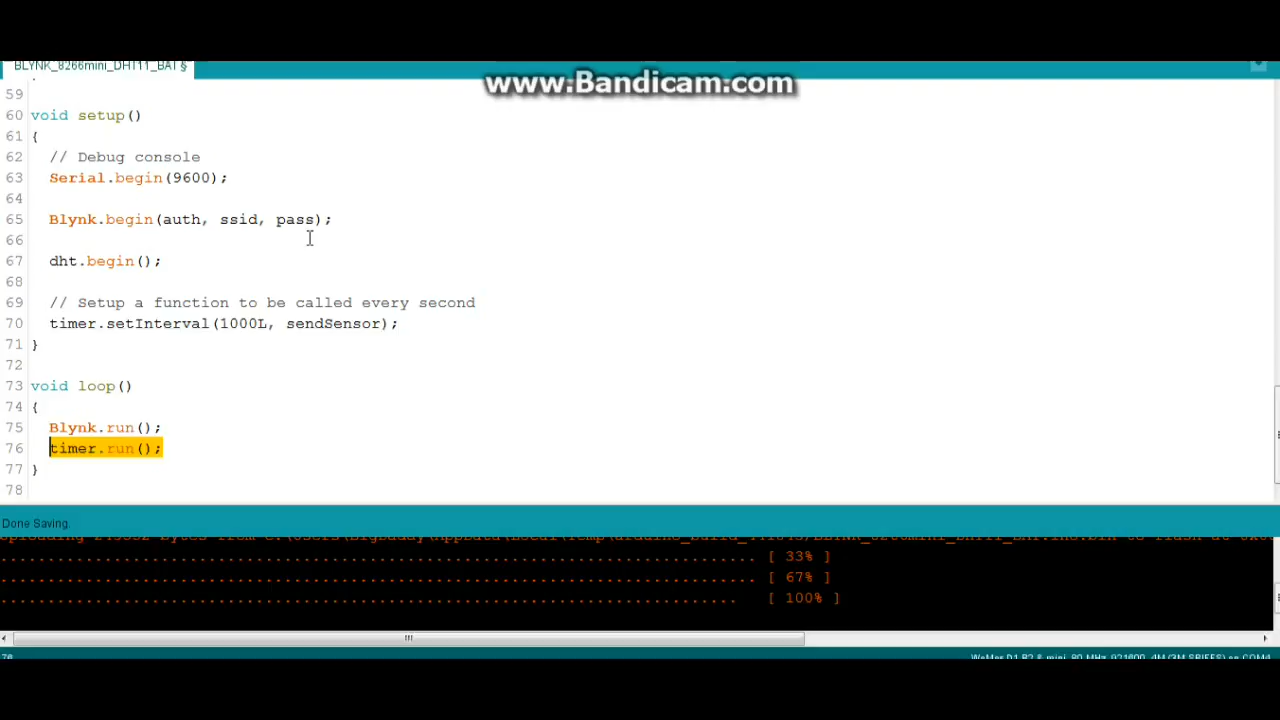 www.Bandicam.com
BLYNK_8266mini_DHT11_BAT §
59
60 void setup()
61 {
62 // Debug console
63 Serial.begin(9600);
64
65 Blynk.begin(auth, ssid, pass);
66
67 dht.begin();
68
69 // Setup a function to be called every second
70 timer.setInterval(1000L, sendSensor);
71 }
72
73 void loop()
74 {
75 Blynk.run();
76 timer.run();
77 }
78
Done Saving.
bytes from
................................................................................ [ 33% ]
................................................................................ [ 67% ]
.............................................................................. [ 100% ]
76